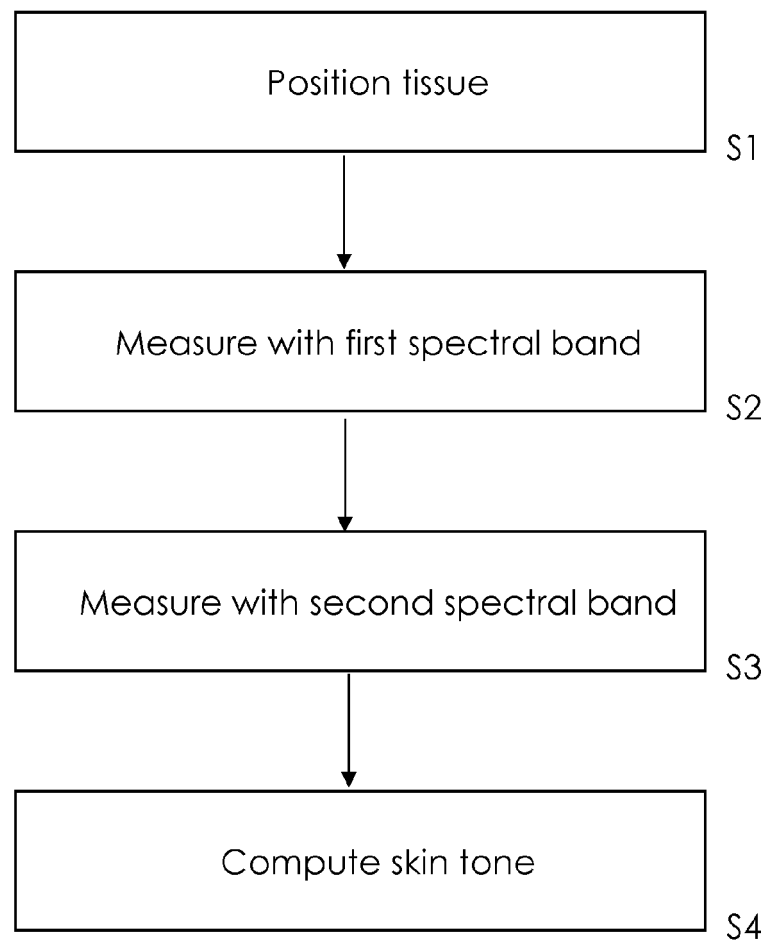 Position tissue
S1
Measure with first spectral band
S2
Measure with second spectral band
S3
Compute skin tone
S4